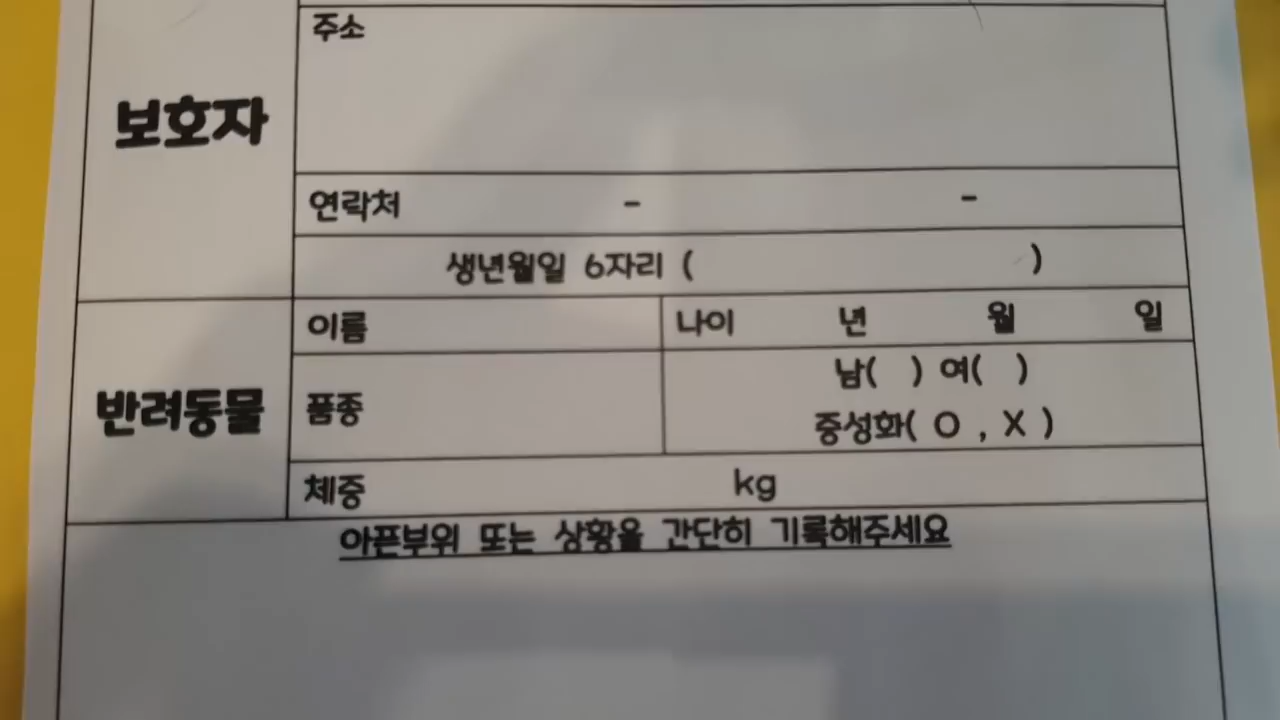 주소
보호자
연락처 - -
생년월일 6자리 ( )
이름 나이 년 월 일
반려동물
품종
남( ) 여( )
중성화( O , X )
체중 kg
아픈부위 또는 상황을 간단히 기록해주세요